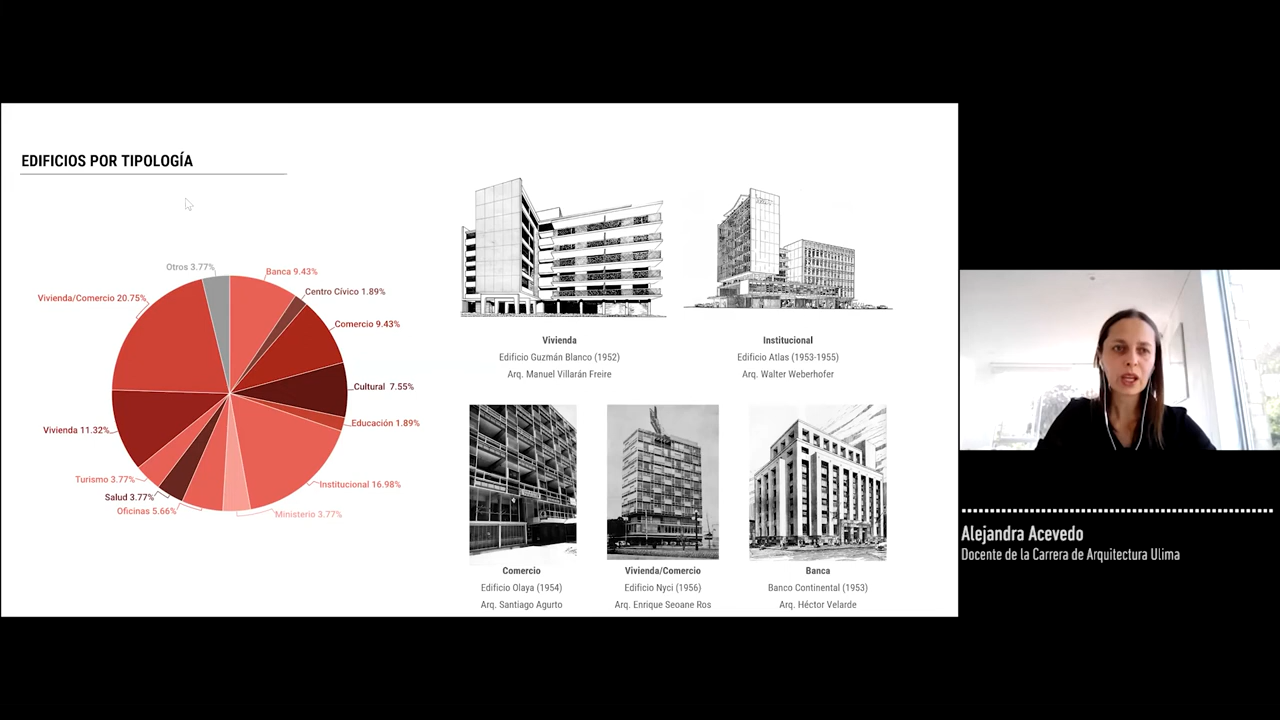 EDIFICIOS POR TIPOLOGÍA
Otros 3.77%
Banca 9.43%
Centro Cívico 1.89%
Vivienda/Comercio 20.75%
Comercio 9.43%
Cultural 7.55%
Educación 1.89%
Vivienda 11.32%
Turismo 3.77%
Institucional 16.98%
Salud 3.77%
Oficinas 5.66%
Ministerio 3.77%
Vivienda
Edificio Guzmán Blanco (1952)
Arq. Manuel Villarán Freire
Institucional
Edificio Atlas (1953-1955)
Arq. Walter Weberhofer
Comercio
Edificio Olaya (1954)
Arq. Santiago Agurto
Vivienda/Comercio
Edificio Nyci (1956)
Arq. Enrique Seoane Ros
Banca
Banco Continental (1953)
Arq. Héctor Velarde
Alejandra Acevedo
Docente de la Carrera de Arquitectura Ulima